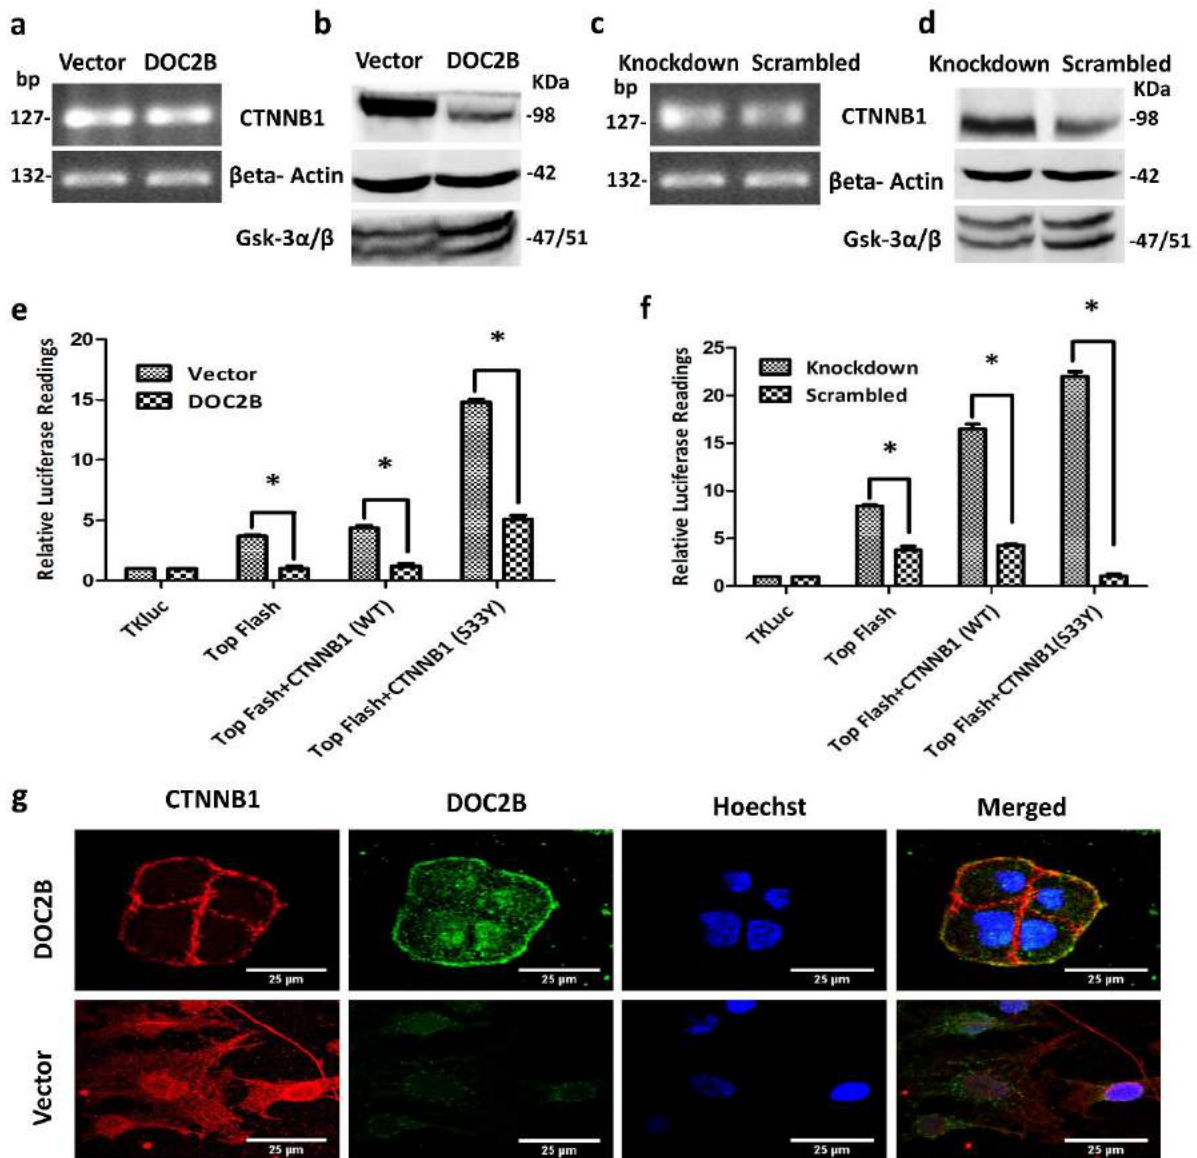 a
b
c
d
bp
Vector DOC2B
Vector DOC2B
KDa
bp
Knockdown Scrambled
Knockdown Scrambled
KDa
127-
CTNNB1
-98
127-
CTNNB1
-98
132-
βeta- Actin
-42
132-
βeta- Actin
-42
Gsk-3α/β
-47/51
Gsk-3α/β
-47/51
e
Relative Luciferase Readings
20
15
10
5
0
Vector
DOC2B
*
*
*
TKluc
Top Flash
Top Fash+CTNNB1 (WT)
Top Flash+CTNNB1 (S33Y)
f
Relative Luciferase Readings
25
20
15
10
5
0
Knockdown
Scrambled
*
*
*
TKLuc
Top Flash
Top Flash+CTNNB1 (WT)
Top Flash+CTNNB1(S33Y)
g
CTNNB1
DOC2B
Hoechst
Merged
DOC2B
25 µm
25 µm
25 µm
25 µm
Vector
25 µm
25 µm
25 µm
25 µm